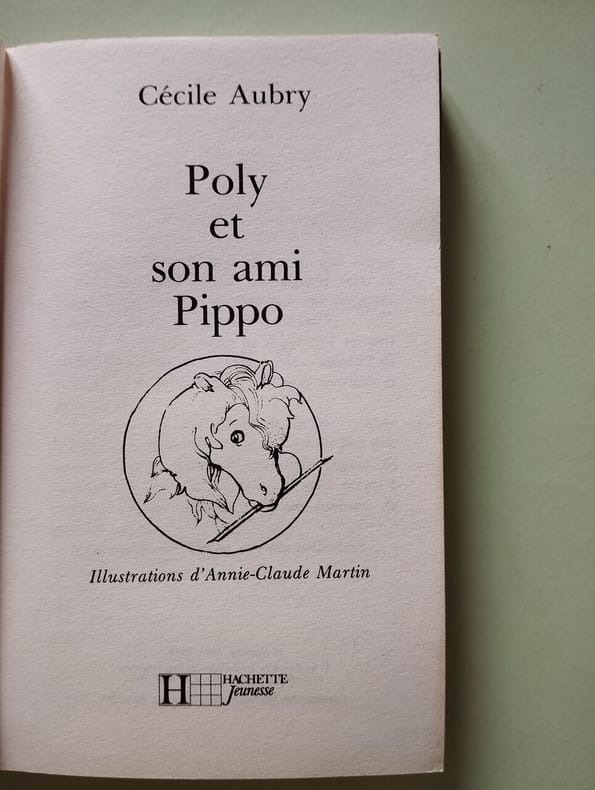 Cécile Aubry
Poly
et
son ami
Pippo
Illustrations d'Annie-Claude Martin
H HACHETTE
Jeunesse